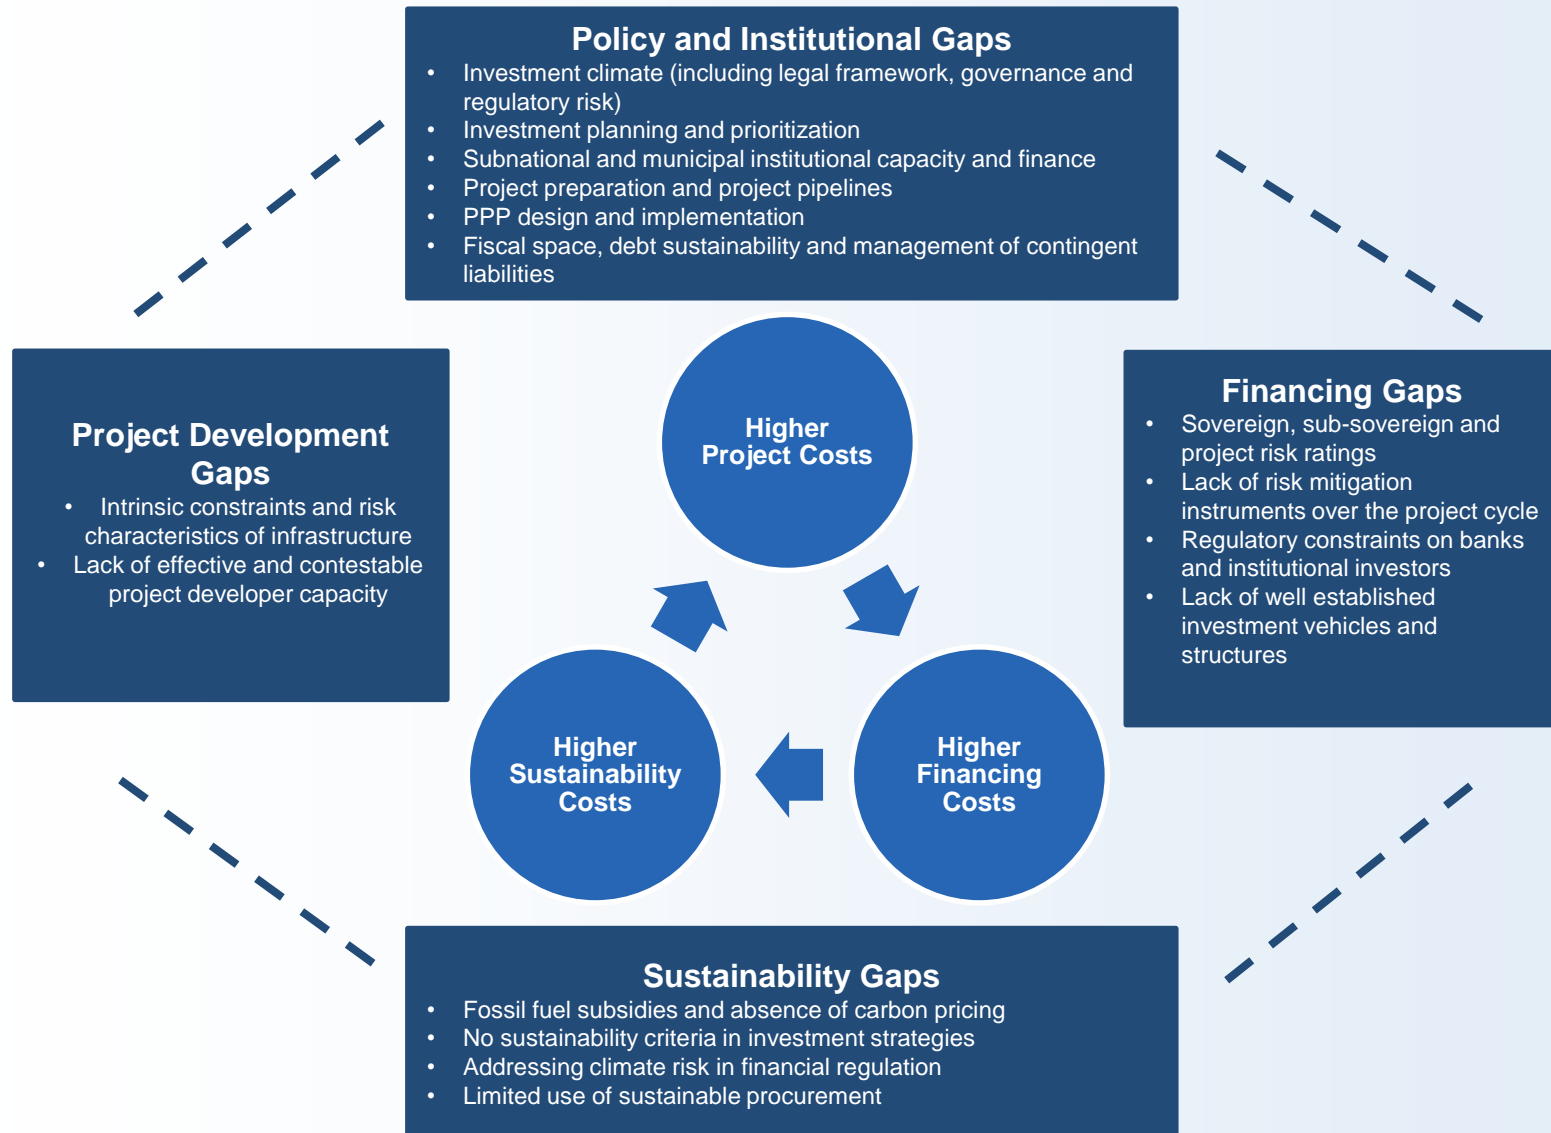 Policy and Institutional Gaps
• Investment climate (including legal framework, governance and
regulatory risk)
• Investment planning and prioritization
• Subnational and municipal institutional capacity and finance
• Project preparation and project pipelines
• PPP design and implementation
• Fiscal space, debt sustainability and management of contingent
liabilities
Project Development
Gaps
• Intrinsic constraints and risk
characteristics of infrastructure
• Lack of effective and contestable
project developer capacity
Higher
Project Costs
Financing Gaps
• Sovereign, sub-sovereign and
project risk ratings
• Lack of risk mitigation
instruments over the project cycle
• Regulatory constraints on banks
and institutional investors
• Lack of well established
investment vehicles and
structures
Higher
Sustainability
Costs
Higher
Financing
Costs
Sustainability Gaps
• Fossil fuel subsidies and absence of carbon pricing
• No sustainability criteria in investment strategies
• Addressing climate risk in financial regulation
• Limited use of sustainable procurement